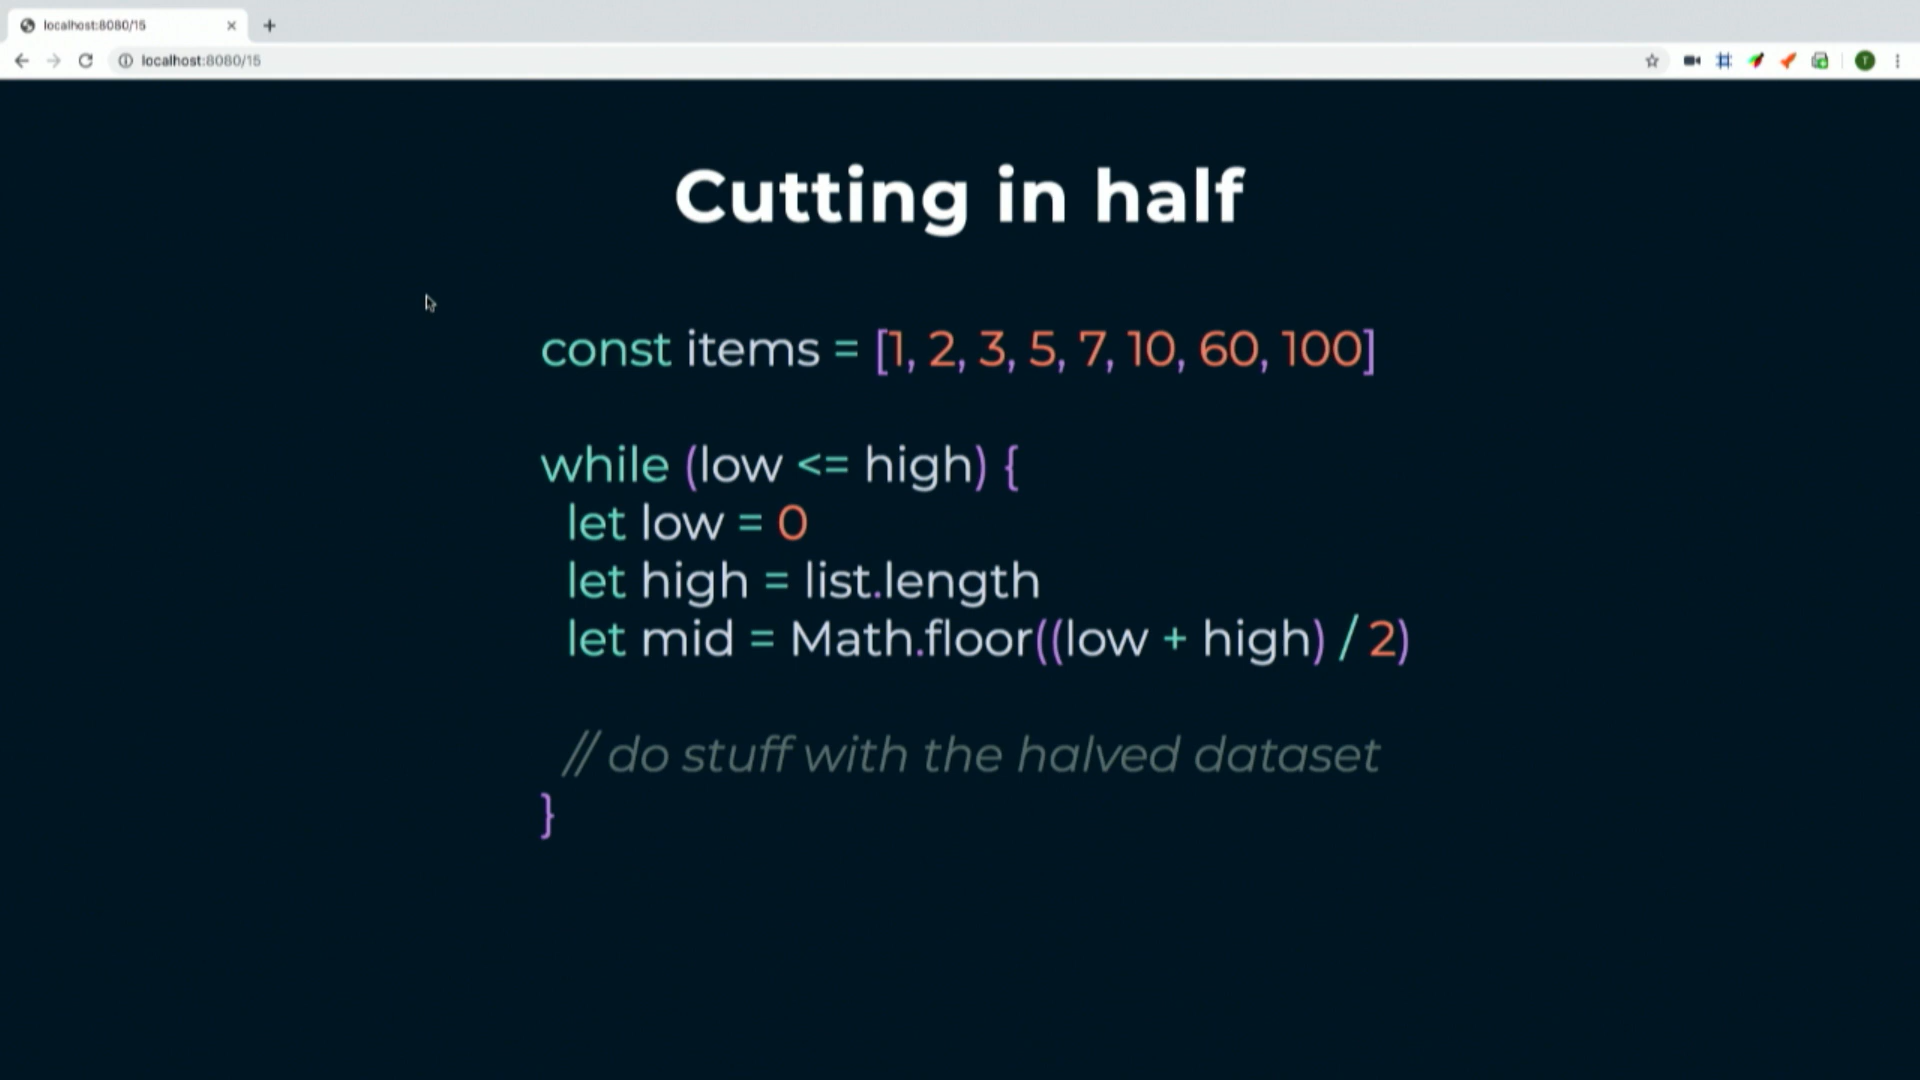 localhost:8080/15
localhost:8080/15
T
Cutting in half
const items = [1, 2, 3, 5, 7, 10, 60, 100]
while (low <= high) {
let low = 0
let high = list.length
let mid = Math.floor((low + high) / 2)
// do stuff with the halved dataset
}